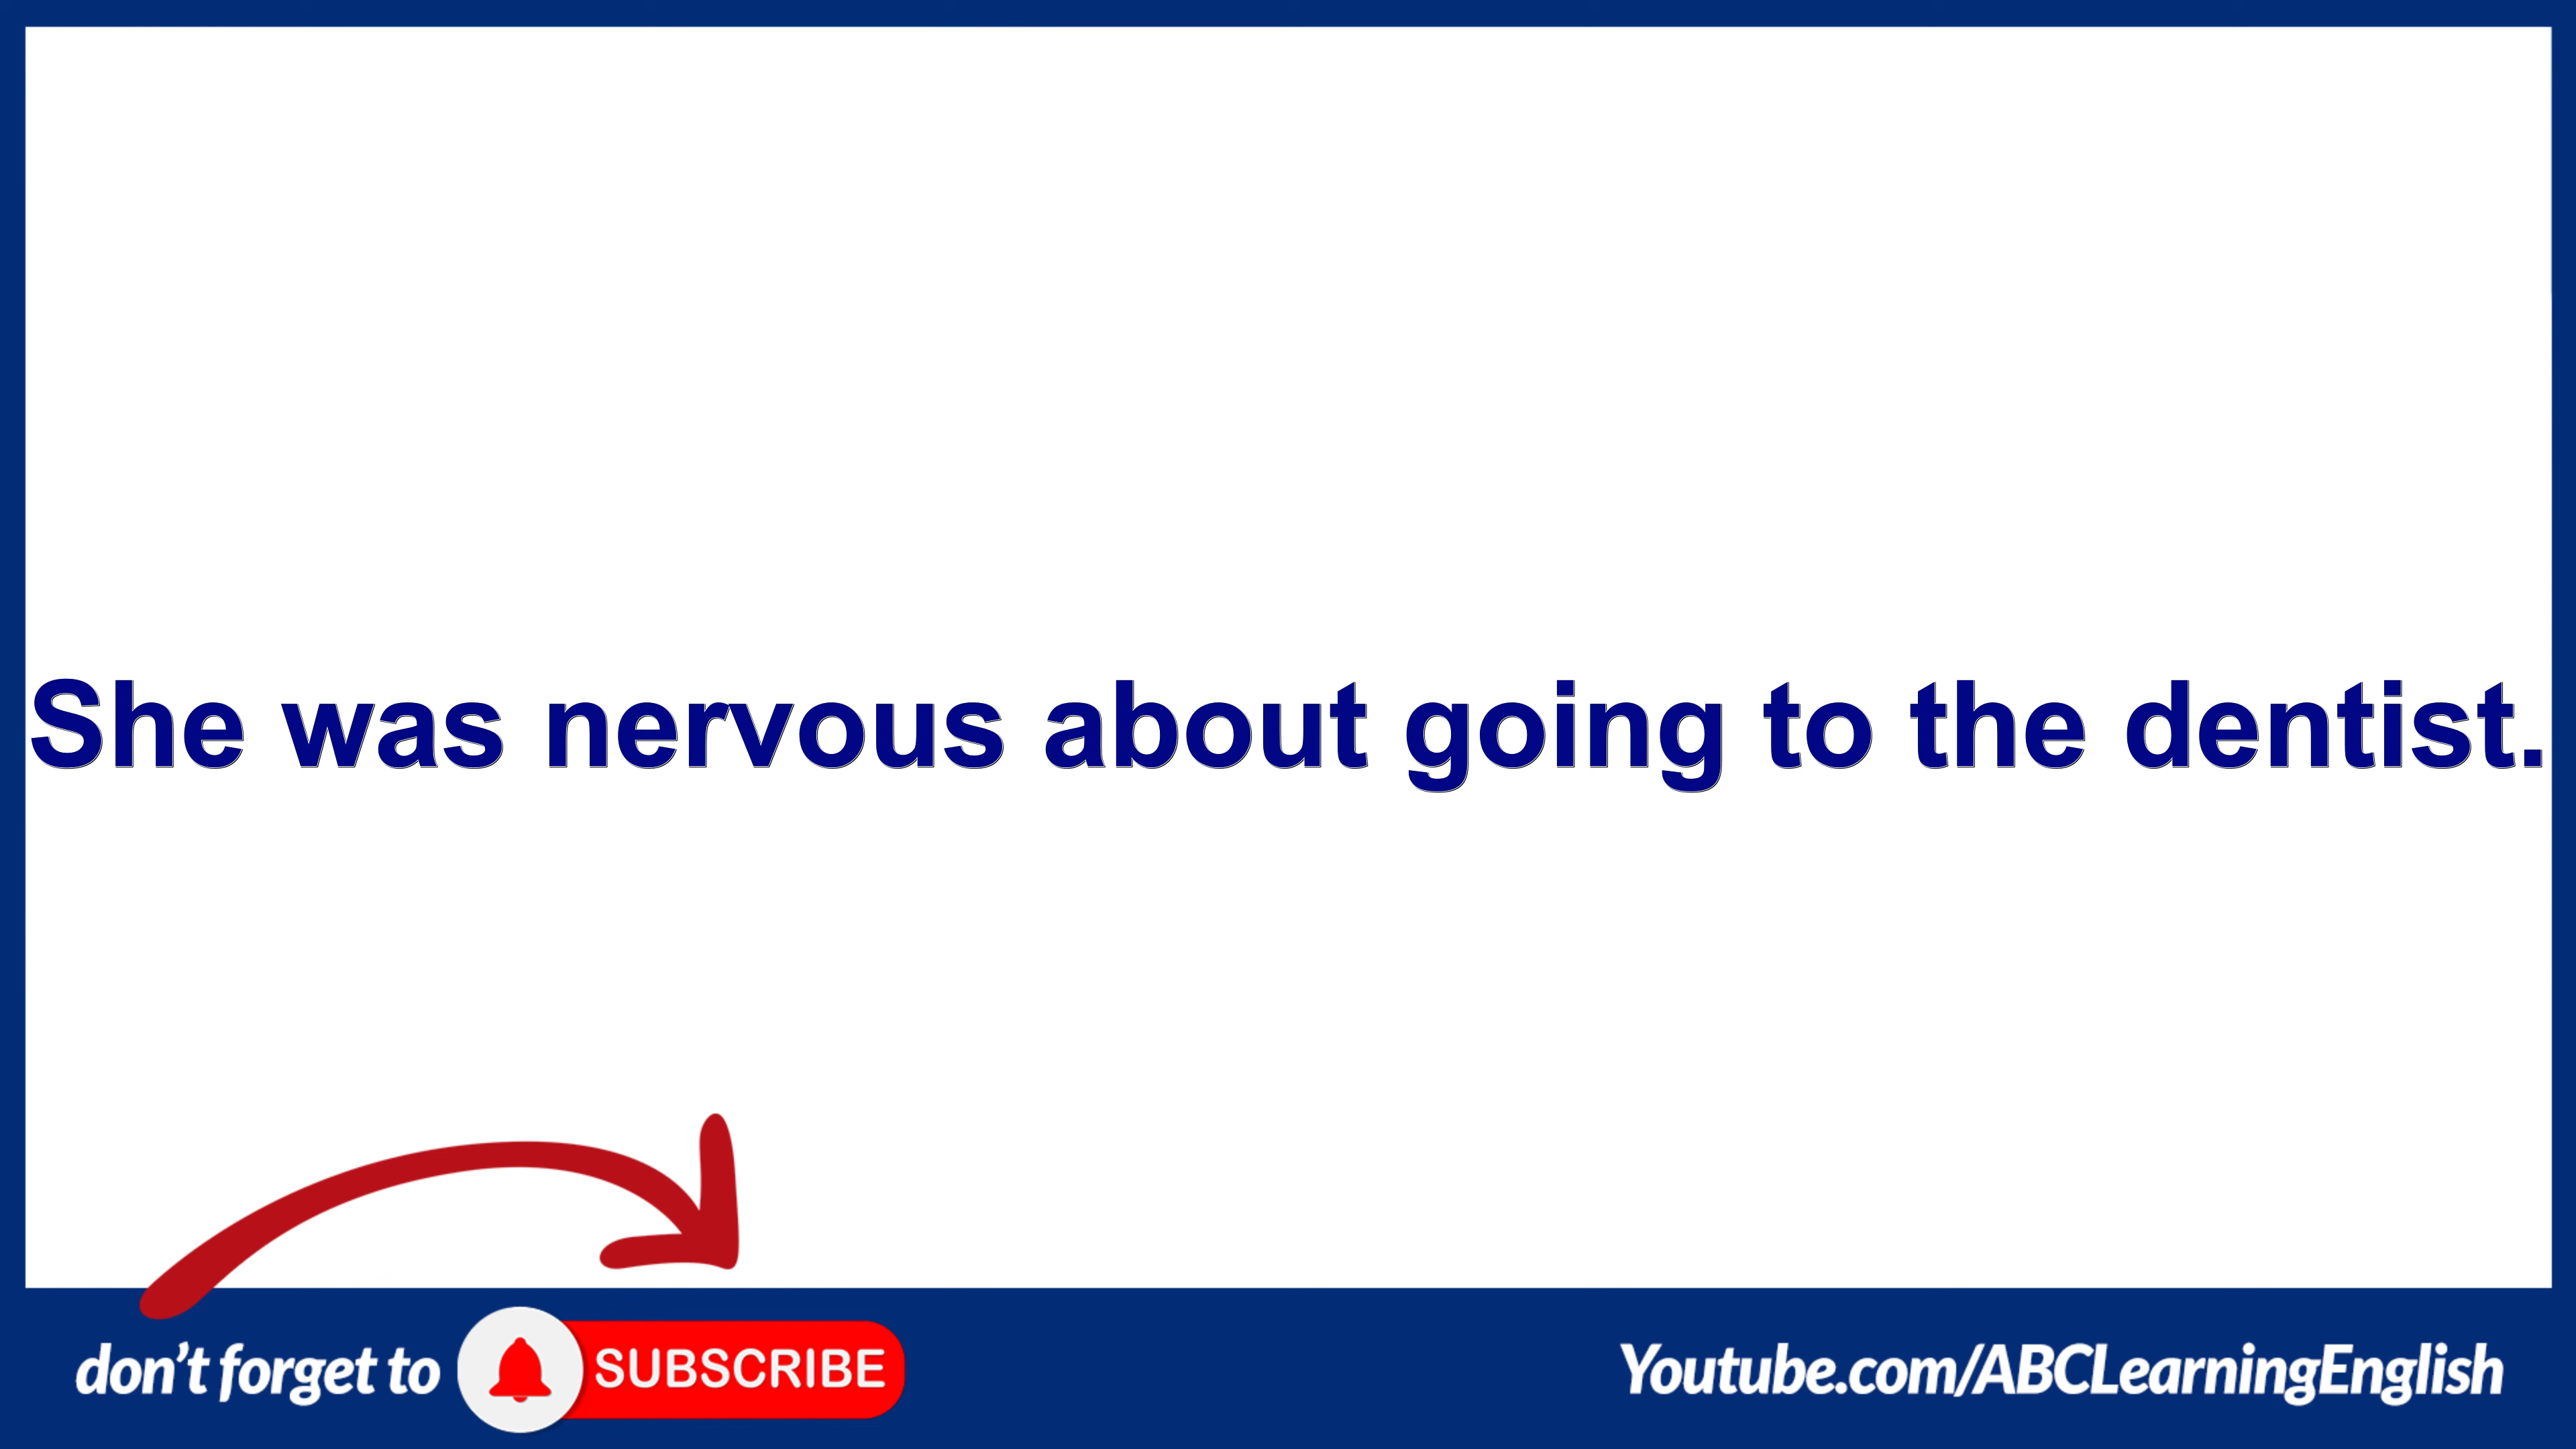 She was nervous about going to the dentist.
don't forget to SUBSCRIBE Youtube.com/ABCLearningEnglish